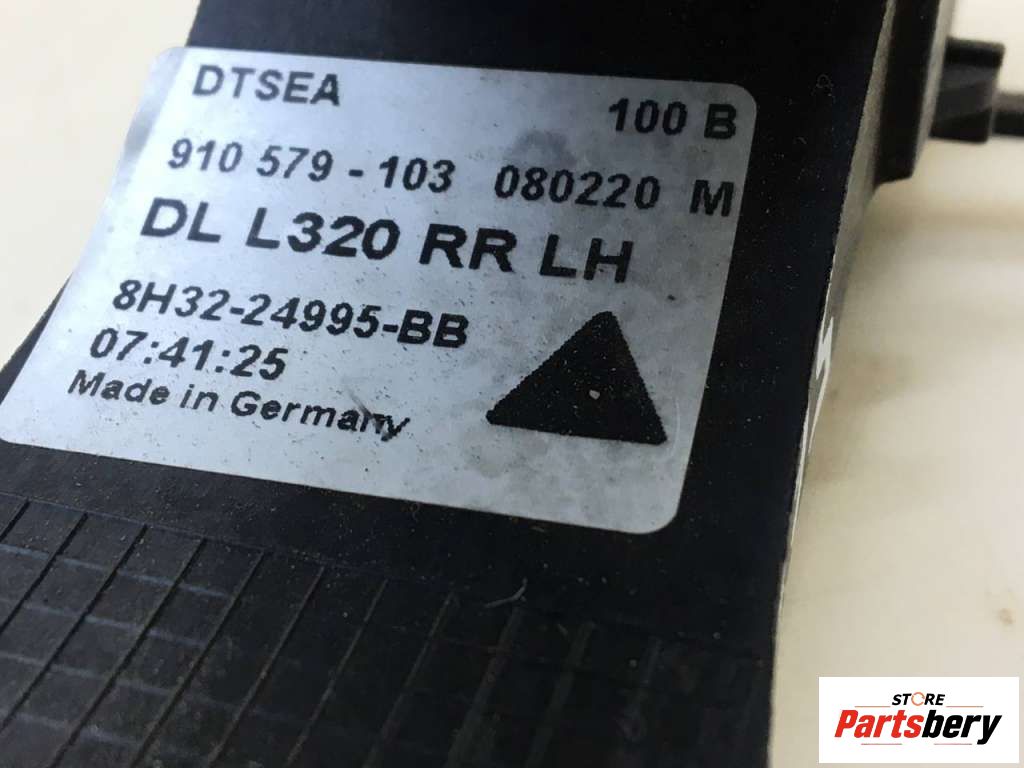 DTSEA 100 B
910 579 - 103 080220 M
DL L320 RR LH
8H32-24995-BB
07:41:25
Made in Germany
STORE
Partsbery